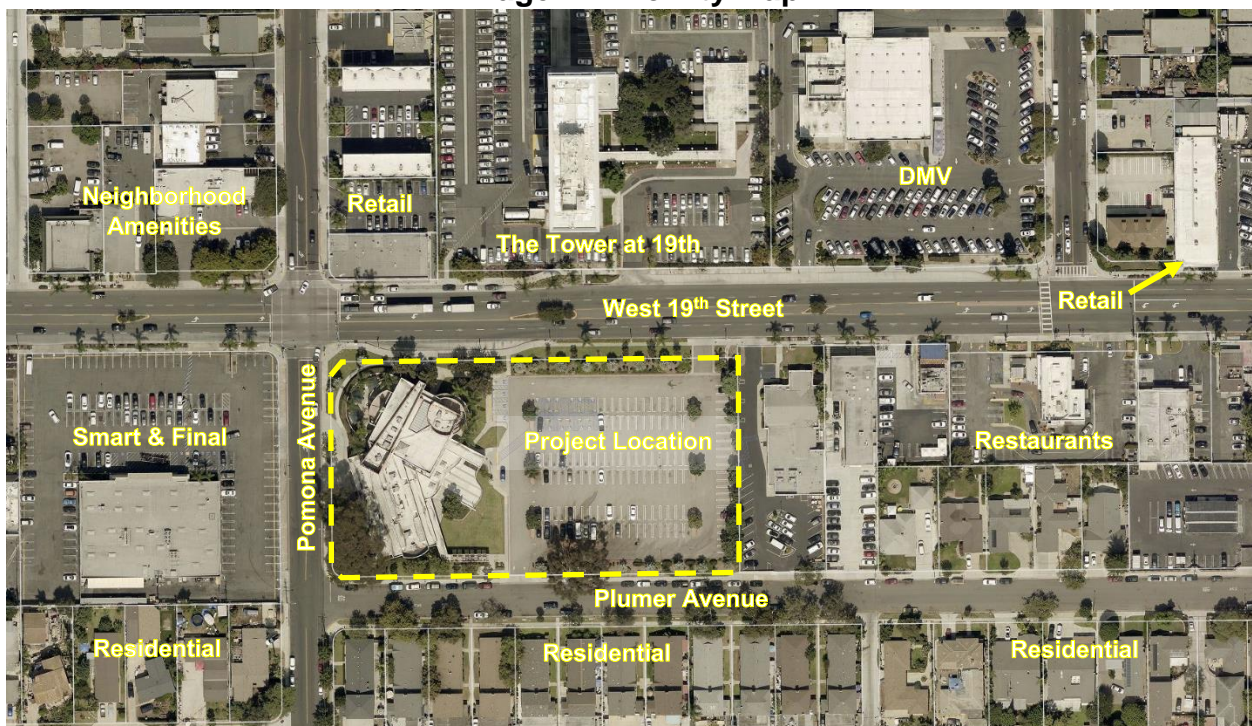 Neighborhood
Amenities
Retail
The Tower at 19th
DMV
Retail
West 19th Street
Pomona Avenue
Smart & Final
Project Location
Restaurants
Plumer Avenue
Residential
Residential
Residential